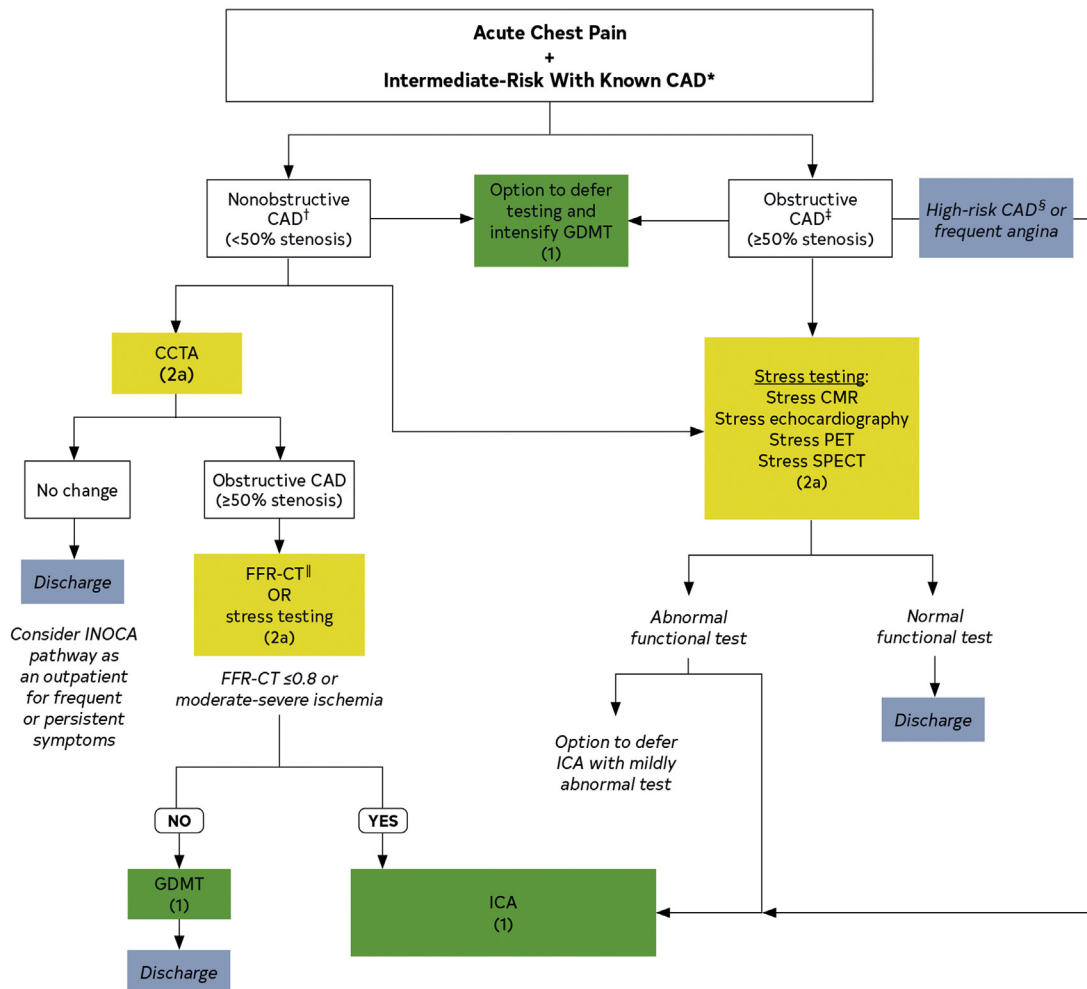 Acute Chest Pain
+
Intermediate-Risk With Known CAD*
Nonobstructive
CAD†
(<50% stenosis)
Option to defer
testing and
intensify GDMT
(1)
Obstructive
CAD‡
(≥50% stenosis)
High-risk CAD§ or
frequent angina
CCTA
(2a)
Stress testing:
Stress CMR
Stress echocardiography
Stress PET
Stress SPECT
(2a)
No change
Obstructive CAD
(≥50% stenosis)
Discharge
Consider INOCA
pathway as
an outpatient
for frequent
or persistent
symptoms
FFR-CT||
OR
stress testing
(2a)
FFR-CT ≤0.8 or
moderate-severe ischemia
Abnormal
functional test
Normal
functional test
Option to defer
ICA with mildly
abnormal test
Discharge
NO
YES
GDMT
(1)
ICA
(1)
Discharge